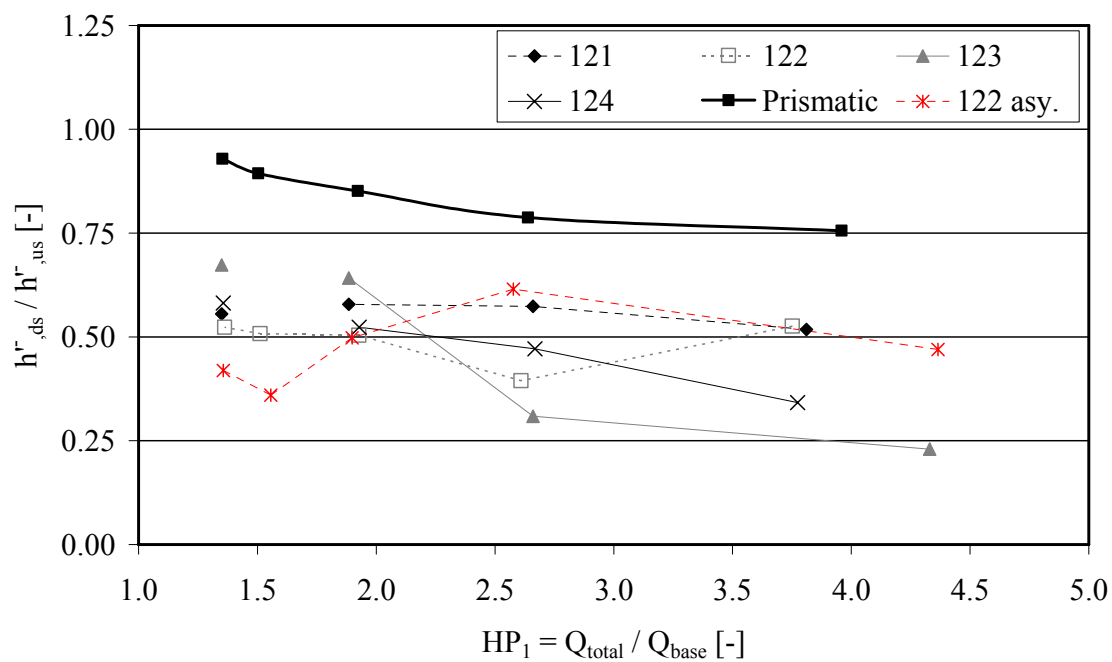 1.25
121 122 123
124 Prismatic 122 asy.
1.00
0.75
0.50
0.25
0.00
h'⁻,ds / h'⁻,us [-]
1.0 1.5 2.0 2.5 3.0 3.5 4.0 4.5 5.0
HP₁ = Q_total / Q_base [-]